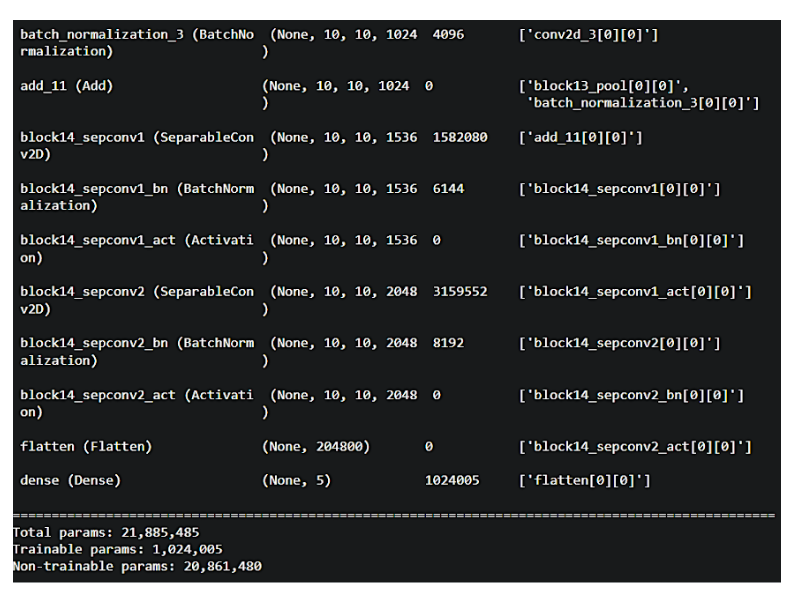 batch_normalization_3 (BatchNo  (None, 10, 10, 1024  4096       ['conv2d_3[0][0]']
rmalization)                    )
add_11 (Add)                   (None, 10, 10, 1024  0          ['block13_pool[0][0]',
                                )                                'batch_normalization_3[0][0]']
block14_sepconv1 (SeparableCon  (None, 10, 10, 1536  1582080    ['add_11[0][0]']
v2D)                            )
block14_sepconv1_bn (BatchNorm  (None, 10, 10, 1536  6144       ['block14_sepconv1[0][0]']
alization)                      )
block14_sepconv1_act (Activati  (None, 10, 10, 1536  0          ['block14_sepconv1_bn[0][0]']
on)                             )
block14_sepconv2 (SeparableCon  (None, 10, 10, 2048  3159552    ['block14_sepconv1_act[0][0]']
v2D)                            )
block14_sepconv2_bn (BatchNorm  (None, 10, 10, 2048  8192       ['block14_sepconv2[0][0]']
alization)                      )
block14_sepconv2_act (Activati  (None, 10, 10, 2048  0          ['block14_sepconv2_bn[0][0]']
on)                             )
flatten (Flatten)              (None, 204800)       0          ['block14_sepconv2_act[0][0]']
dense (Dense)                  (None, 5)            1024005    ['flatten[0][0]']
==================================================================================================
Total params: 21,885,485
Trainable params: 1,024,005
Non-trainable params: 20,861,480